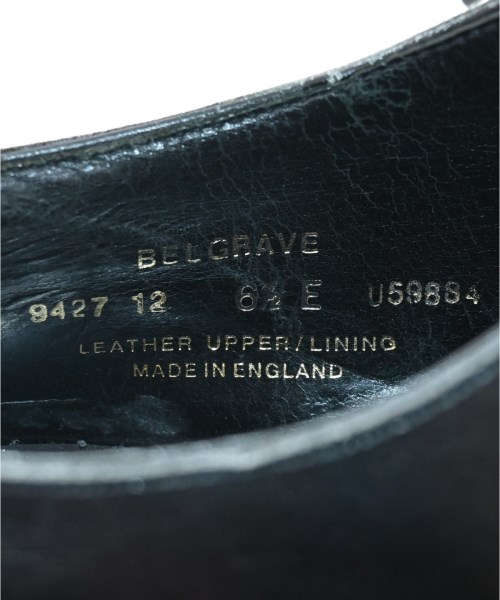 BELGRAVE
9427 12 6½ E U59884
LEATHER UPPER/LINING
MADE IN ENGLAND